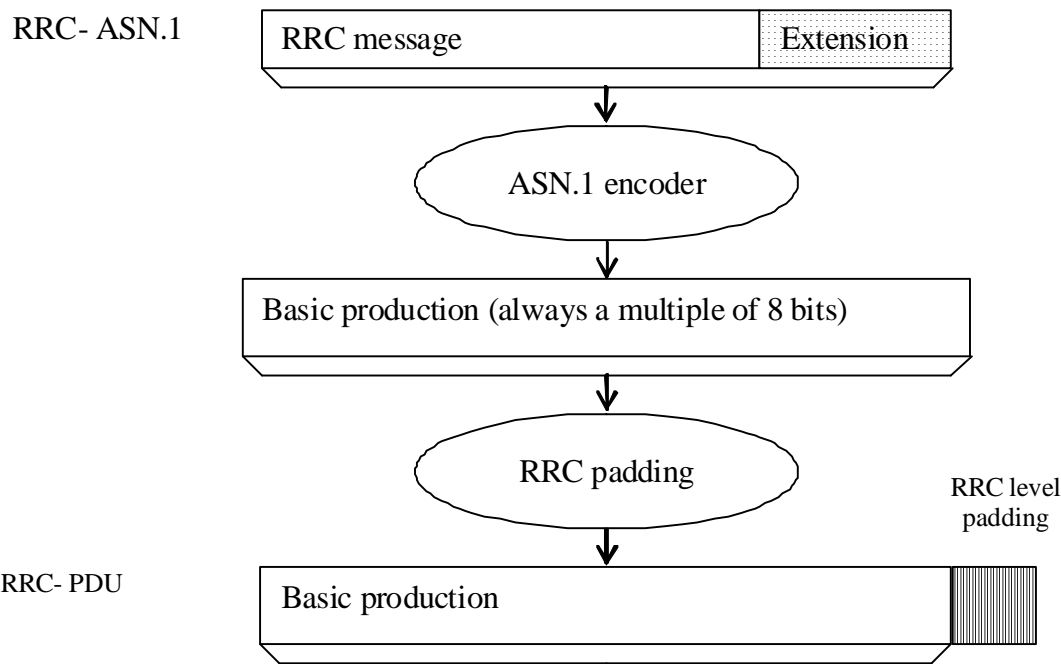 RRC- ASN.1
RRC message
Extension
ASN.1 encoder
Basic production (always a multiple of 8 bits)
RRC padding
RRC level
padding
RRC- PDU
Basic production